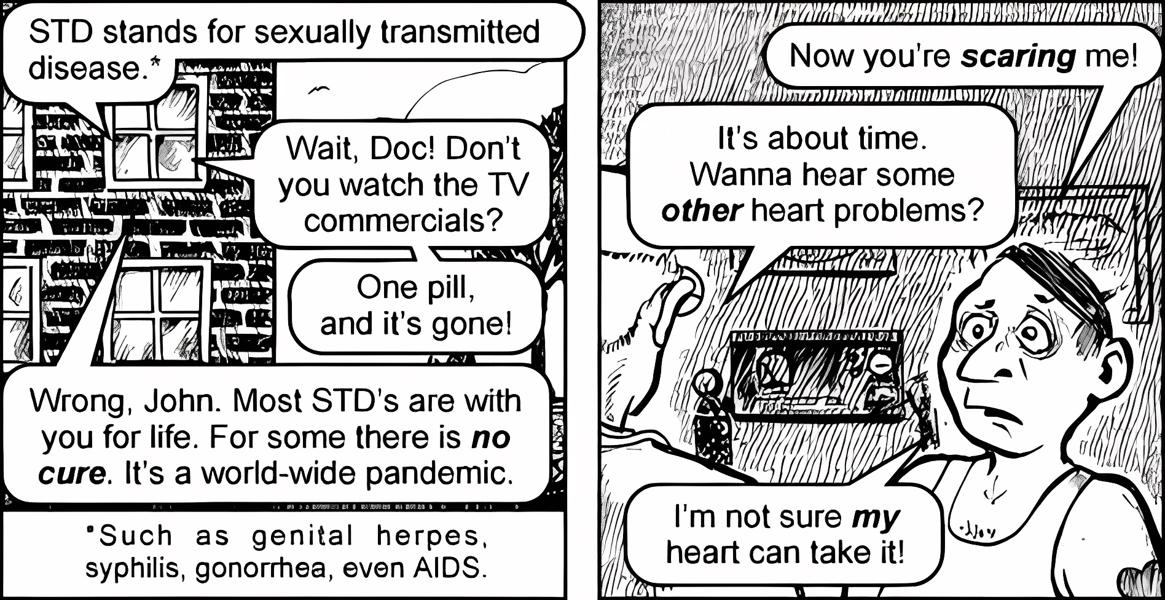 STD stands for sexually transmitted
disease.*
Wait, Doc! Don't
you watch the TV
commercials?
One pill,
and it's gone!
Wrong, John. Most STD's are with
you for life. For some there is no
cure. It's a world-wide pandemic.
*Such as genital herpes,
syphilis, gonorrhea, even AIDS.
Now you're scaring me!
It's about time.
Wanna hear some
other heart problems?
I'm not sure my
heart can take it!